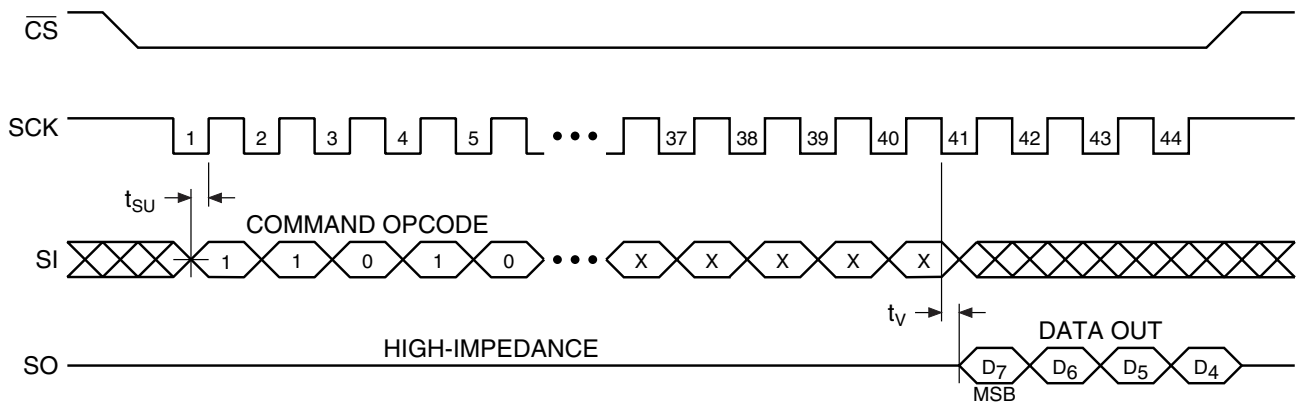 CS
SCK 1 2 3 4 5 ••• 37 38 39 40 41 42 43 44
tSU
COMMAND OPCODE
SI 1 1 0 1 0 ••• X X X X X
tV
DATA OUT
HIGH-IMPEDANCE
SO D7 D6 D5 D4
MSB